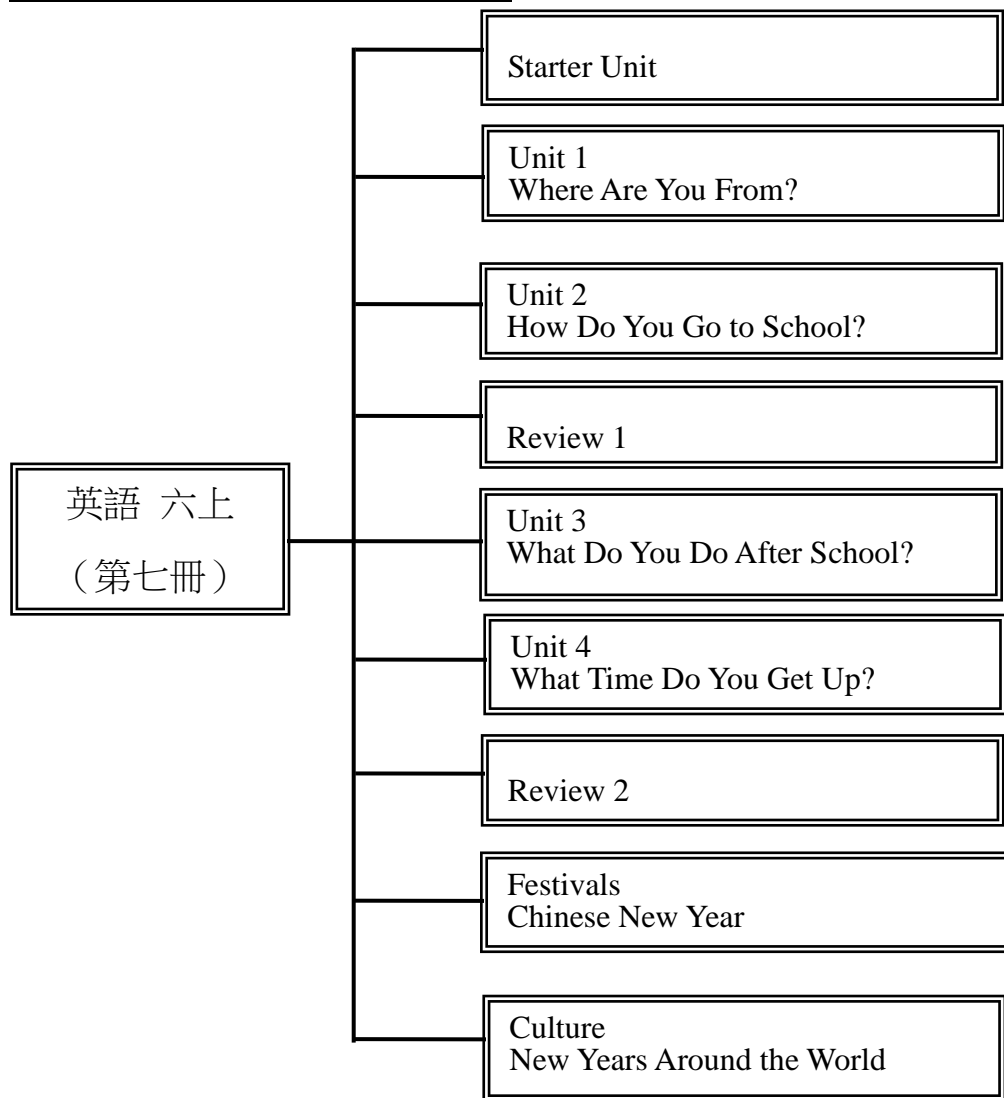 Starter Unit
Unit 1
Where Are You From?
Unit 2
How Do You Go to School?
Review 1
英語 六上
（第七冊）
Unit 3
What Do You Do After School?
Unit 4
What Time Do You Get Up?
Review 2
Festivals
Chinese New Year
Culture
New Years Around the World